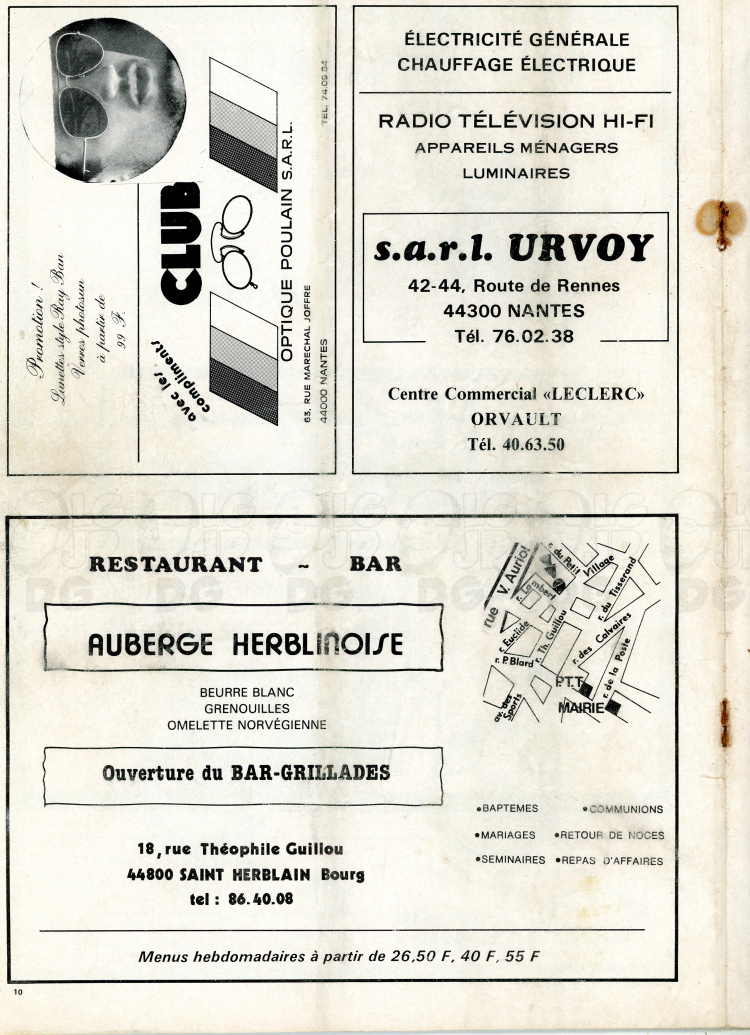 Promotion !
Lunettes style Ray Ban
Verres photosun
à partir de
99 F.
CLUB
avec les...
compliments
OPTIQUE POULAIN S.A.R.L.
63, RUE MARECHAL JOFFRE
44000 NANTES
TEL. 74.09.64
ÉLECTRICITÉ GÉNÉRALE
CHAUFFAGE ÉLECTRIQUE
RADIO TÉLÉVISION HI-FI
APPAREILS MÉNAGERS
LUMINAIRES
s.a.r.l. URVOY
42-44, Route de Rennes
44300 NANTES
Tél. 76.02.38
Centre Commercial «LECLERC»
ORVAULT
Tél. 40.63.50
RESTAURANT ~ BAR
AUBERGE HERBLINOISE
BEURRE BLANC
GRENOUILLES
OMELETTE NORVÉGIENNE
Ouverture du BAR-GRILLADES
18, rue Théophile Guillou
44800 SAINT HERBLAIN Bourg
tel : 86.40.08
rue V. Auriol
r. du Petit Village
r. Lambert
r. du Tisserand
r. Euclide
r. Th. Guillou
r. des Calvaires
r. P. Blard
r. de la Poste
P.T.T.
MAIRIE
av. des Sports
•BAPTEMES •COMMUNIONS
•MARIAGES •RETOUR DE NOCES
•SEMINAIRES •REPAS D'AFFAIRES
Menus hebdomadaires à partir de 26,50 F, 40 F, 55 F
10